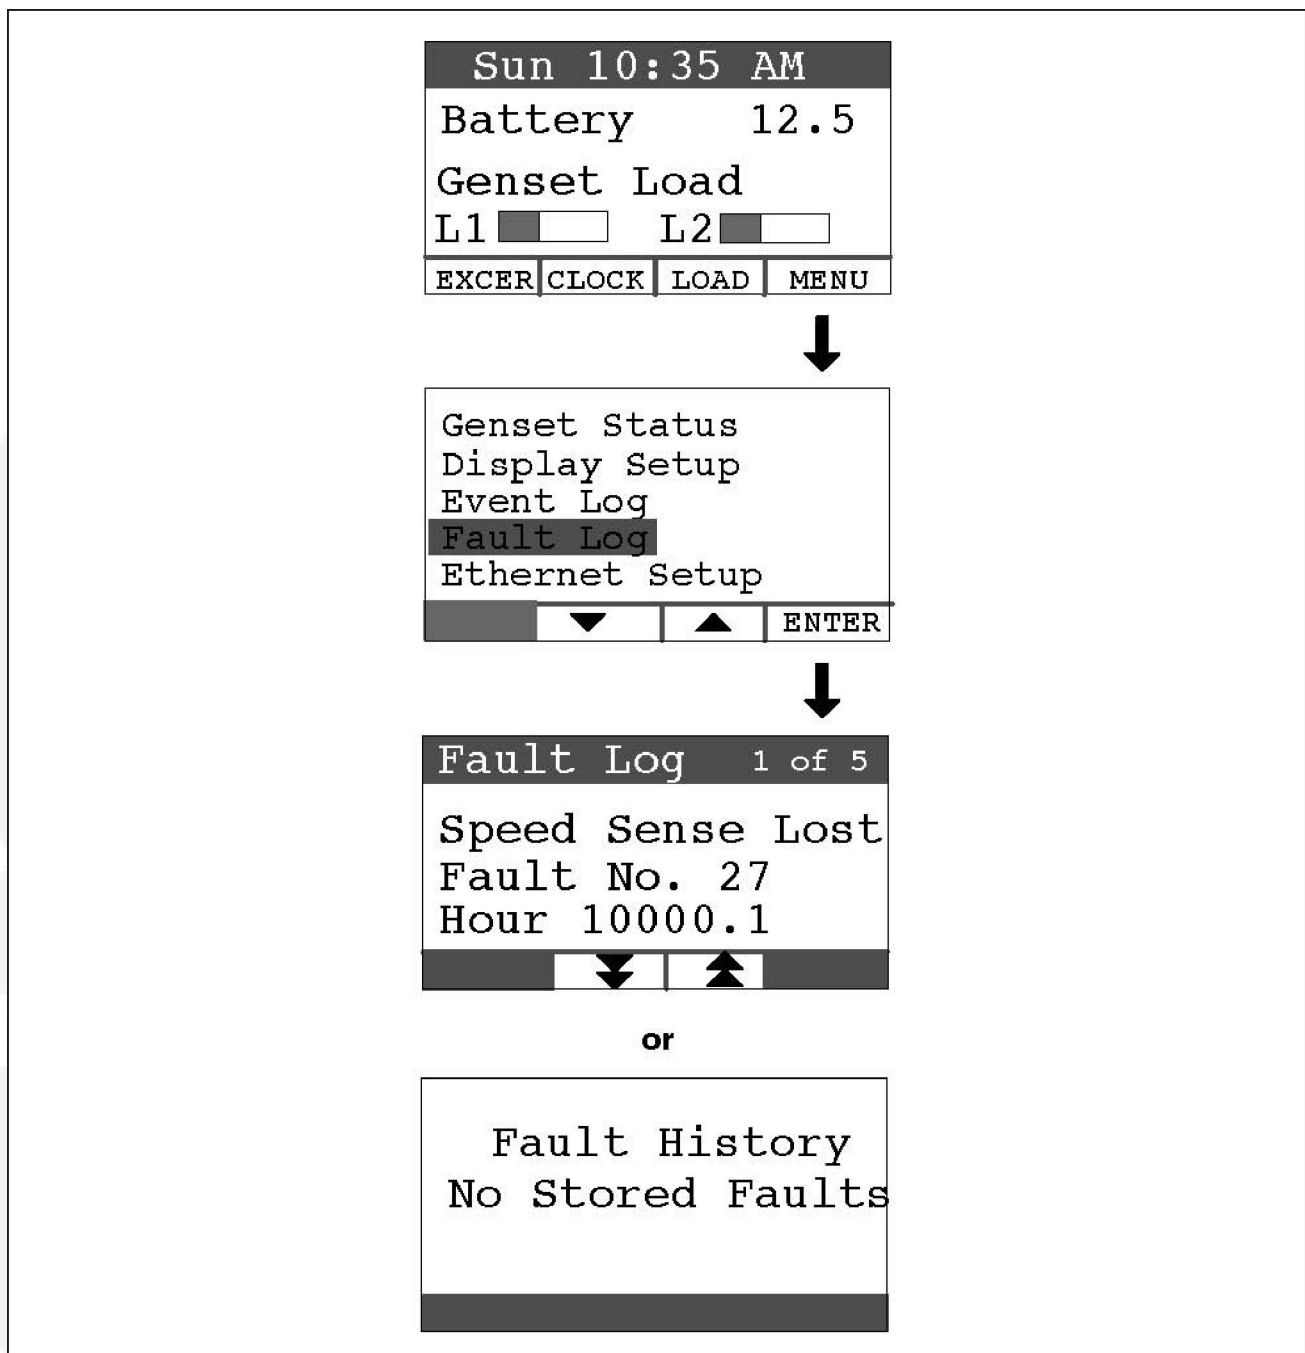 Sun 10:35 AM
Battery 12.5
Genset Load
L1 L2
EXCER CLOCK LOAD MENU
Genset Status
Display Setup
Event Log
Fault Log
Ethernet Setup
ENTER
Fault Log 1 of 5
Speed Sense Lost
Fault No. 27
Hour 10000.1
or
Fault History
No Stored Faults